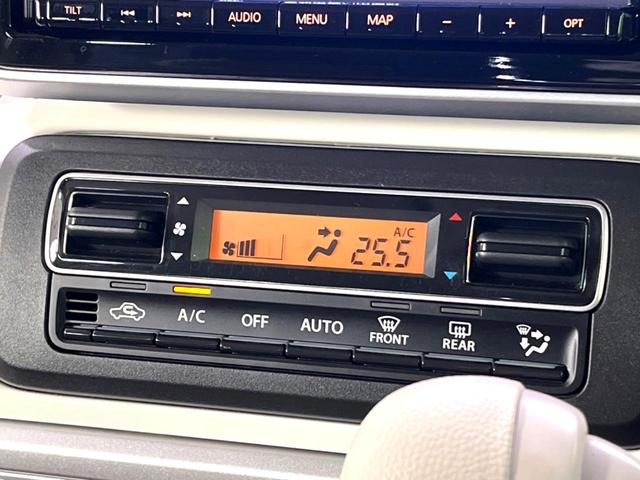 TILT AUDIO MENU MAP − + OPT
A/C
25.5
A/C OFF AUTO FRONT REAR